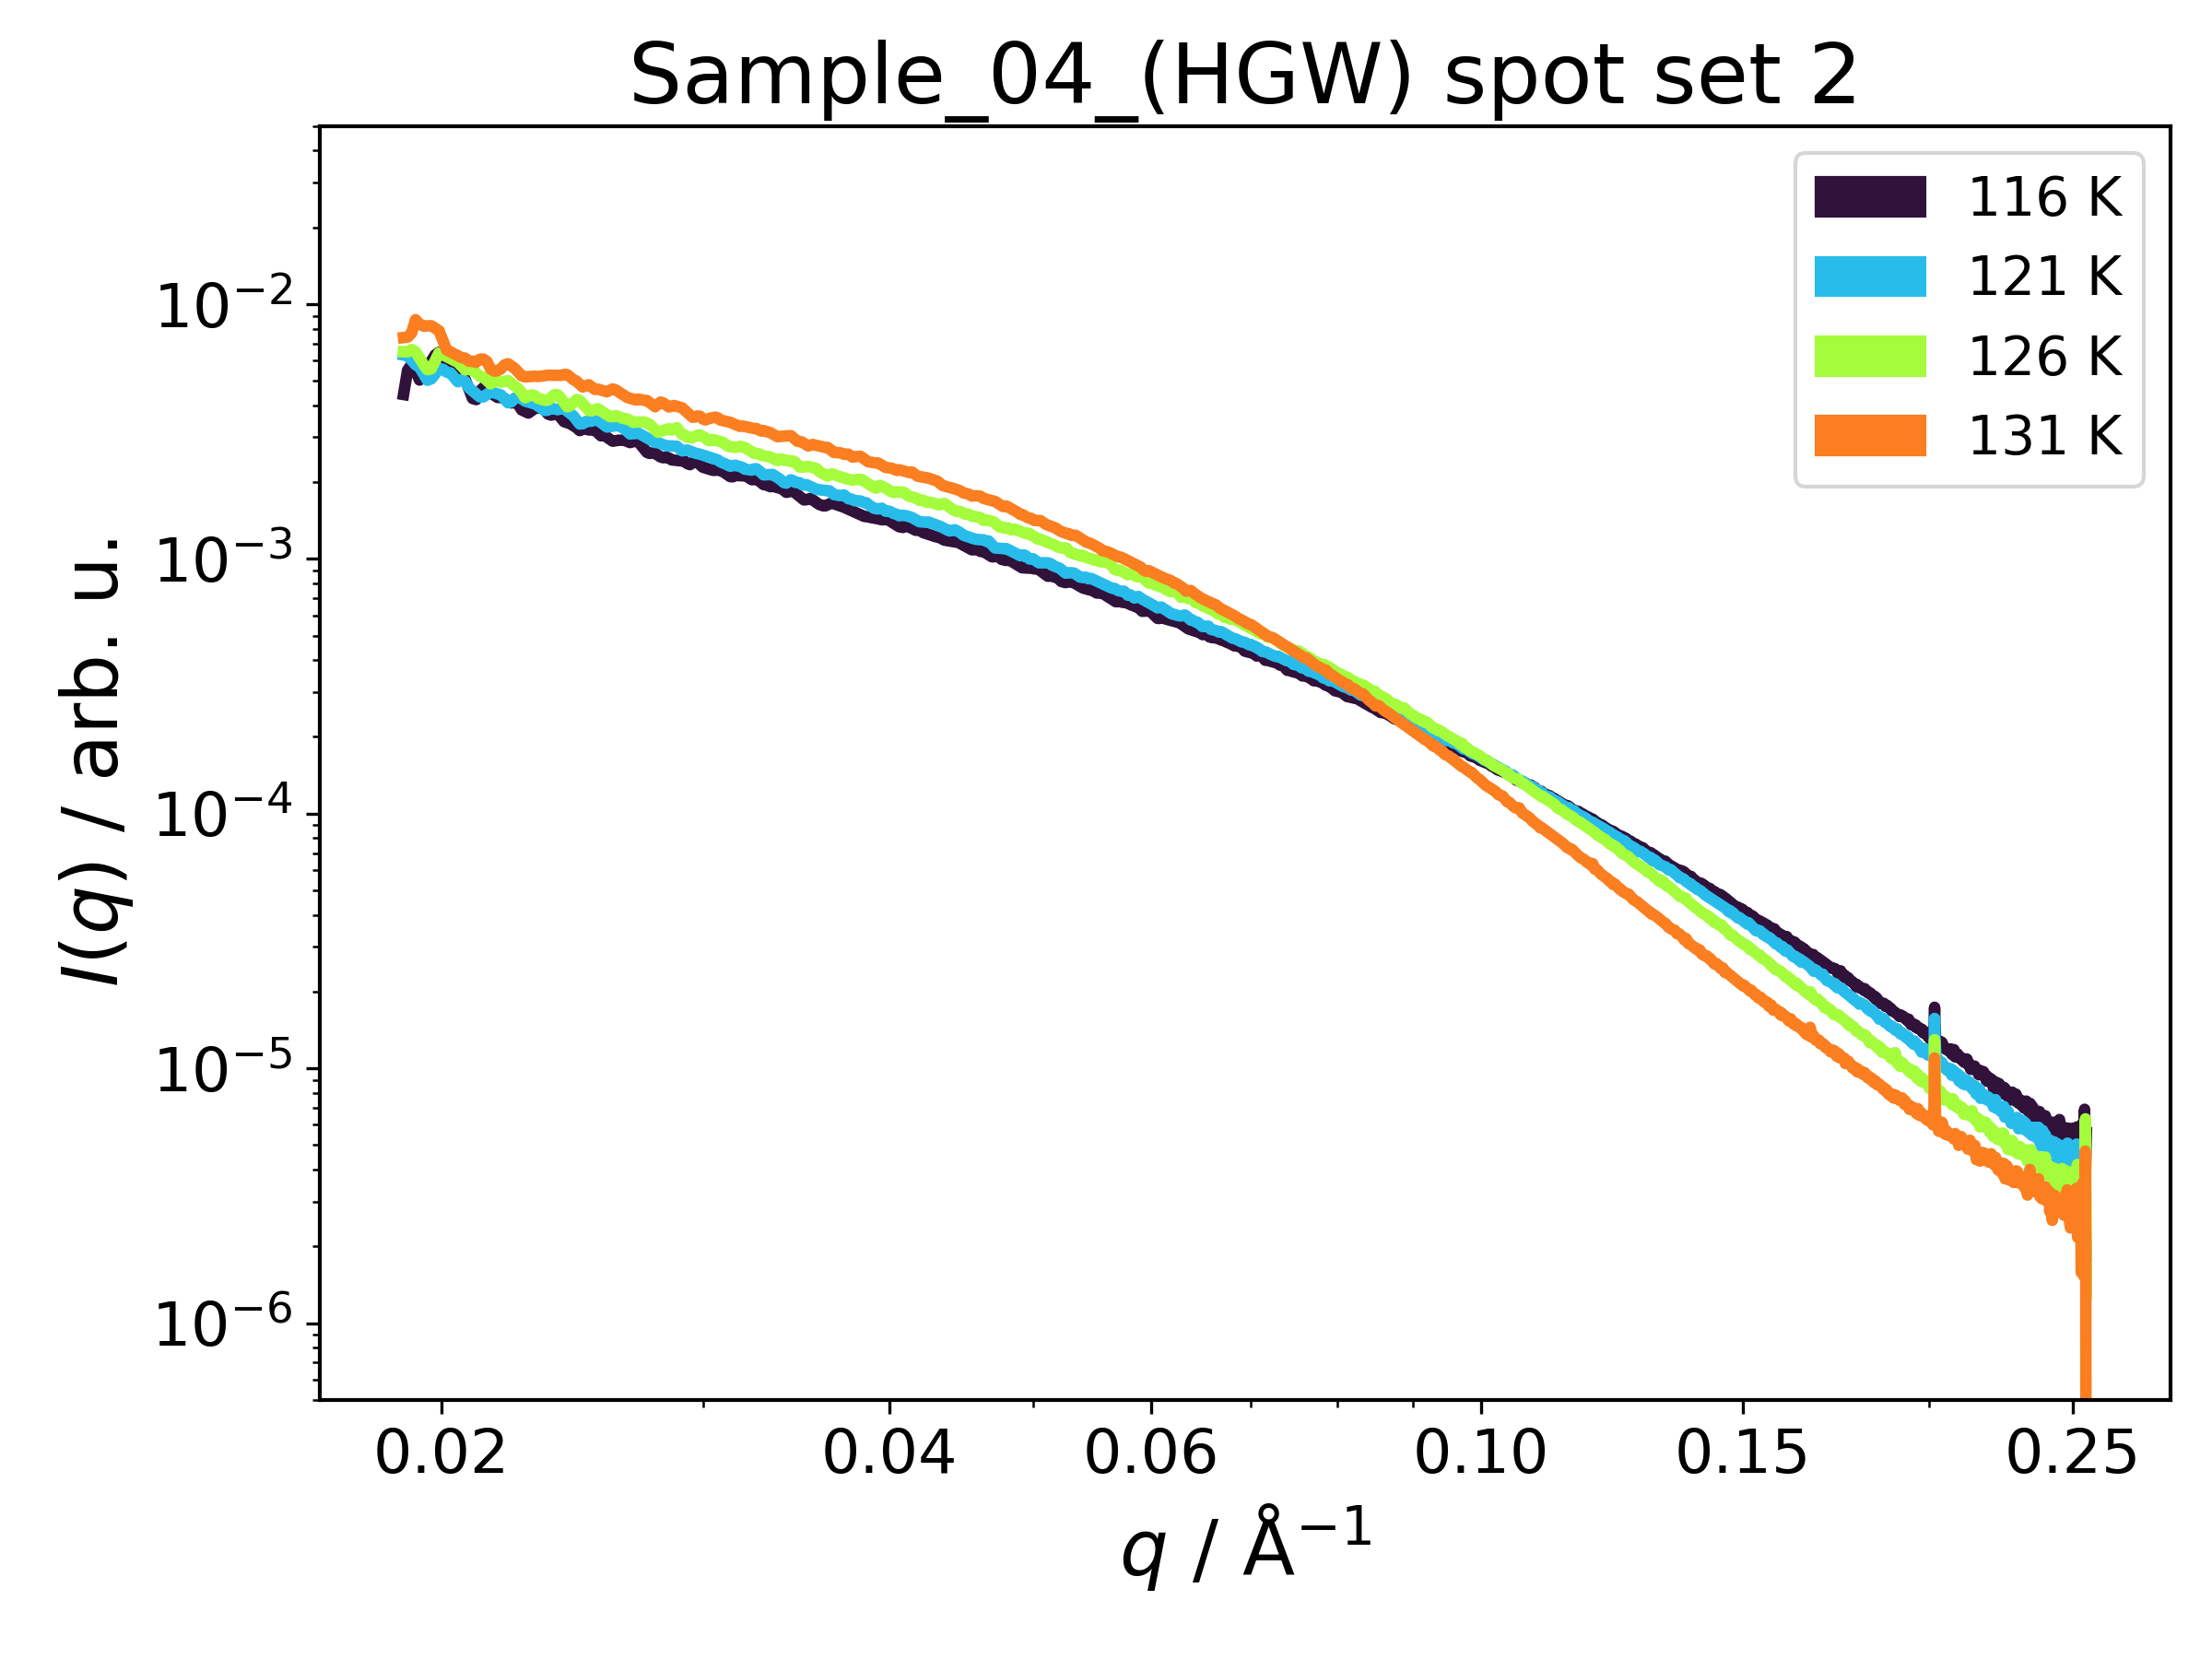 Sample_04_(HGW) spot set 2
116 K
121 K
126 K
131 K
I(q) / arb. u.
10⁻²
10⁻³
10⁻⁴
10⁻⁵
10⁻⁶
0.02 0.04 0.06 0.10 0.15 0.25
q / Å⁻¹